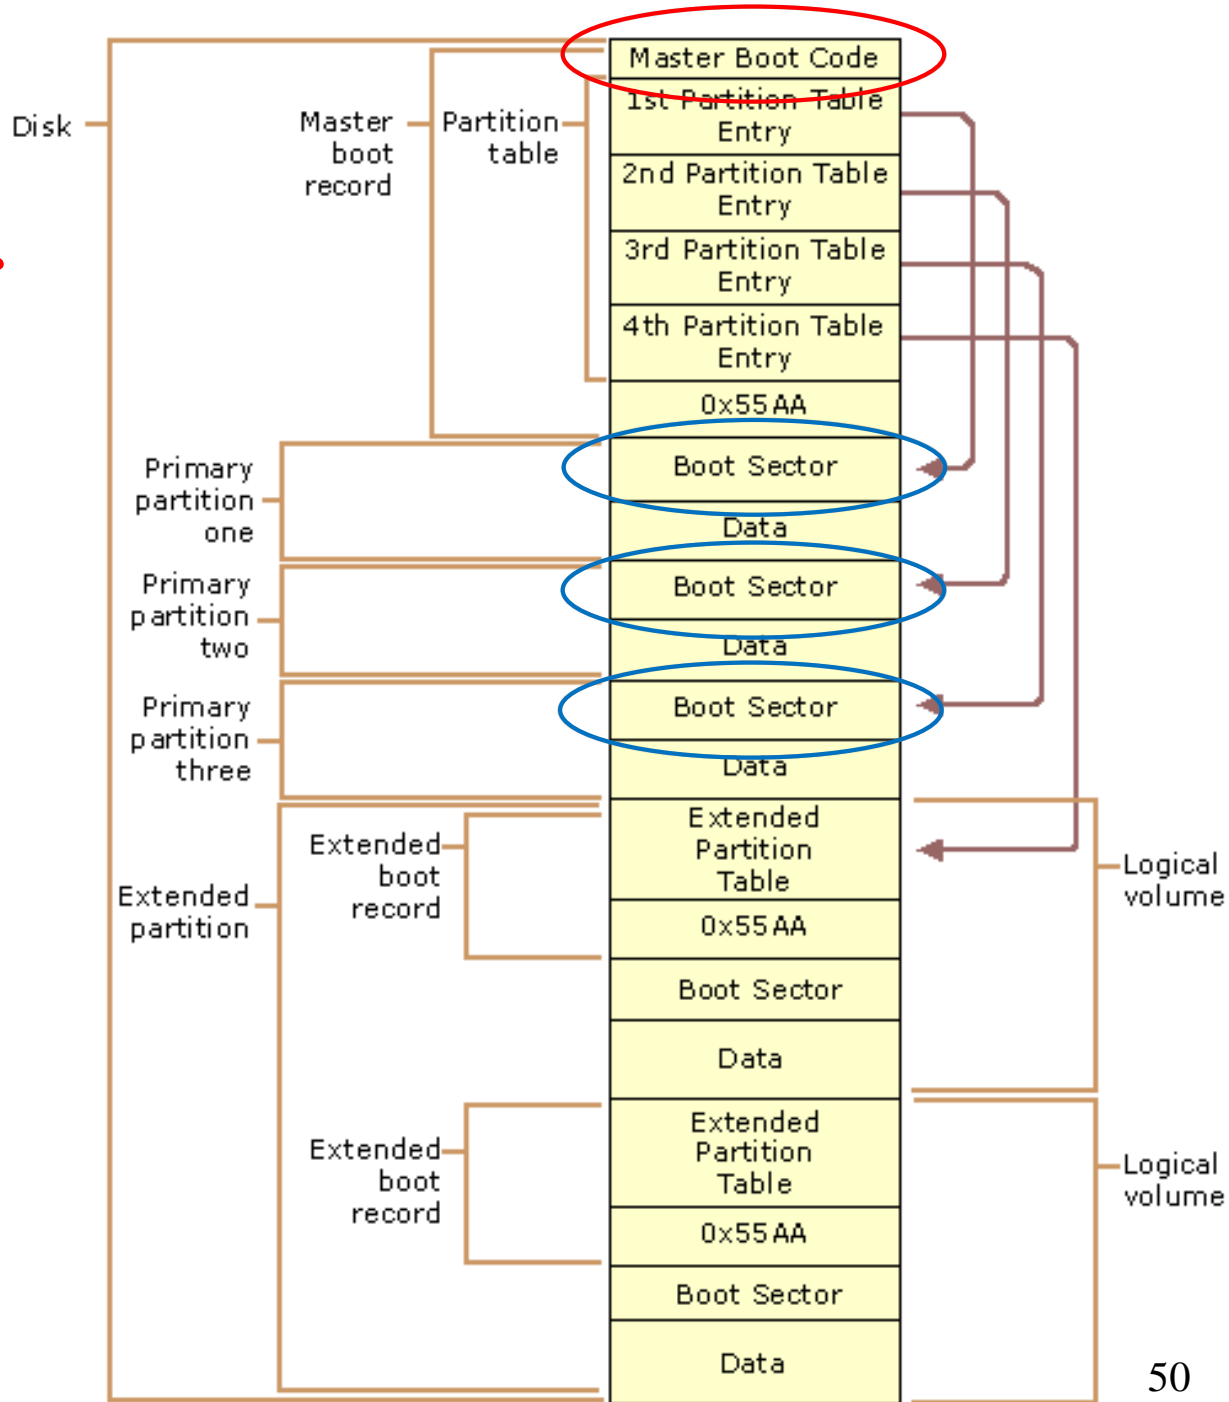 Disk
Master
boot
record
Partition
table
Master Boot Code
1st Partition Table
Entry
2nd Partition Table
Entry
3rd Partition Table
Entry
4th Partition Table
Entry
0x55AA
Primary
partition
one
Boot Sector
Data
Primary
partition
two
Boot Sector
Data
Primary
partition
three
Boot Sector
Data
Extended
partition
Extended
boot
record
Extended
Partition
Table
0x55AA
Boot Sector
Data
Logical
volume
Extended
boot
record
Extended
Partition
Table
0x55AA
Boot Sector
Data
Logical
volume
50